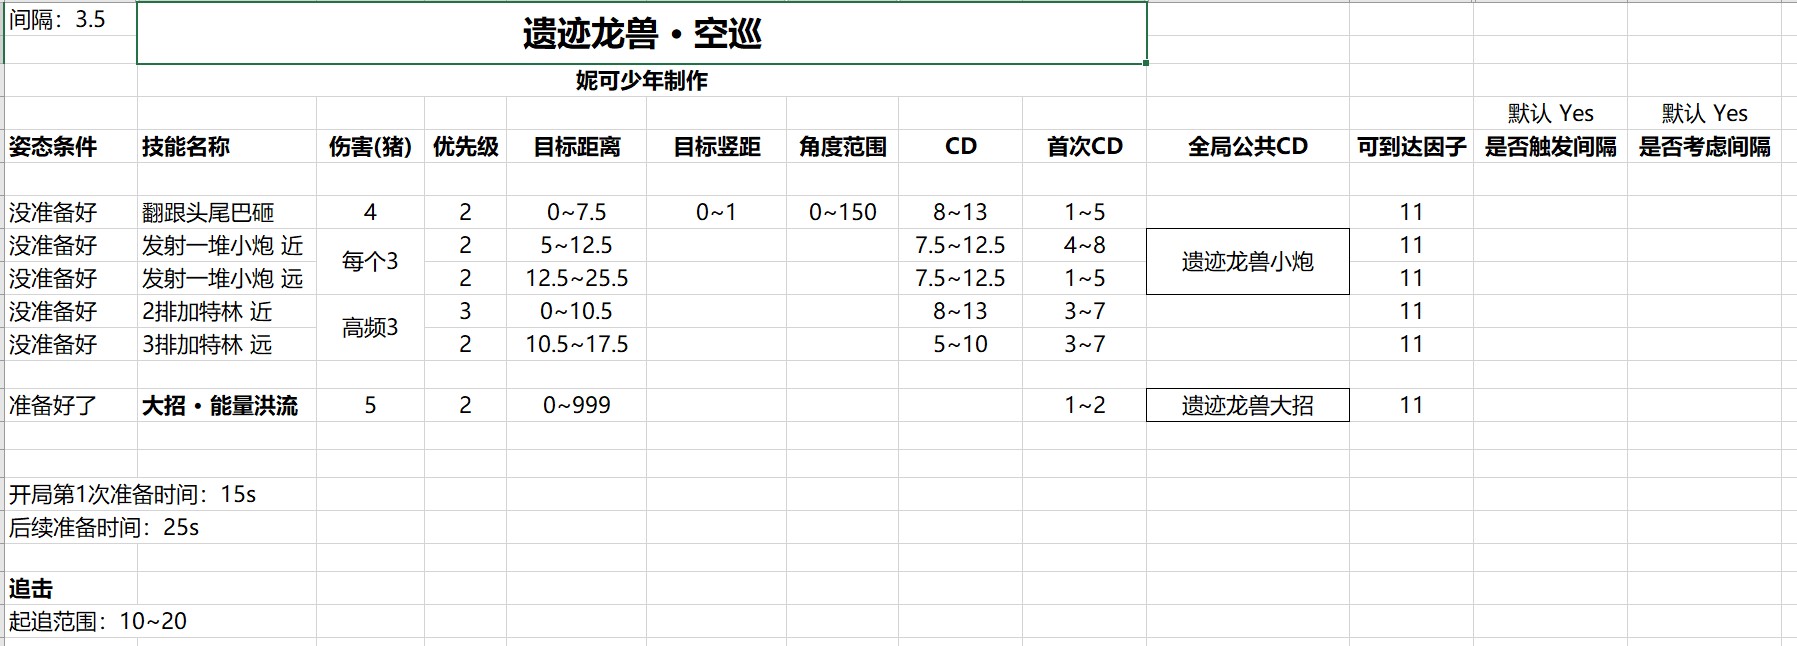 间隔：3.5
遗迹龙兽・空巡
妮可少年制作
默认 Yes 默认 Yes
姿态条件 技能名称 伤害(猪) 优先级 目标距离 目标竖距 角度范围 CD 首次CD 全局公共CD 可到达因子 是否触发间隔 是否考虑间隔
没准备好 翻跟头尾巴砸 4 2 0~7.5 0~1 0~150 8~13 1~5 11
没准备好 发射一堆小炮 近 每个3 2 5~12.5 7.5~12.5 4~8 遗迹龙兽小炮 11
没准备好 发射一堆小炮 远 2 12.5~25.5 7.5~12.5 1~5 11
没准备好 2排加特林 近 高频3 3 0~10.5 8~13 3~7 11
没准备好 3排加特林 远 2 10.5~17.5 5~10 3~7 11
准备好了 大招・能量洪流 5 2 0~999 1~2 遗迹龙兽大招 11
开局第1次准备时间：15s
后续准备时间：25s
追击
起追范围：10~20